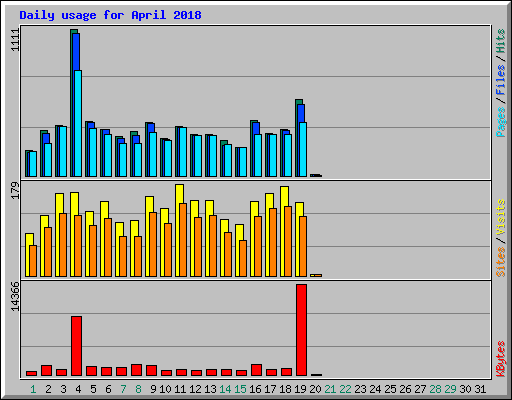 Daily usage for April 2018
1111
Pages/Files/Hits
179
Sites/Visits
14366
KBytes
1 2 3 4 5 6 7 8 9 10 11 12 13 14 15 16 17 18 19 20 21 22 23 24 25 26 27 28 29 30 31